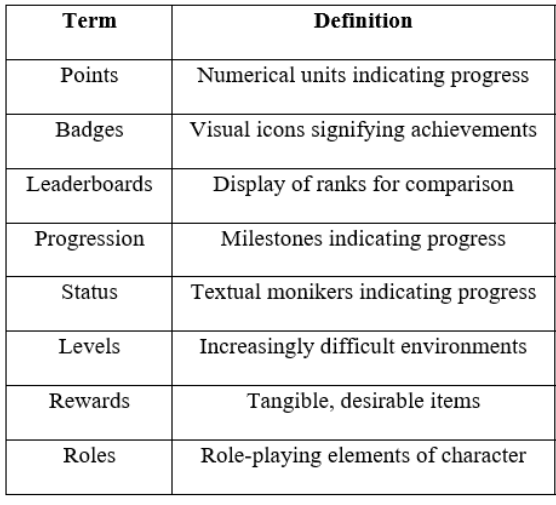 Term Definition
Points Numerical units indicating progress
Badges Visual icons signifying achievements
Leaderboards Display of ranks for comparison
Progression Milestones indicating progress
Status Textual monikers indicating progress
Levels Increasingly difficult environments
Rewards Tangible, desirable items
Roles Role-playing elements of character